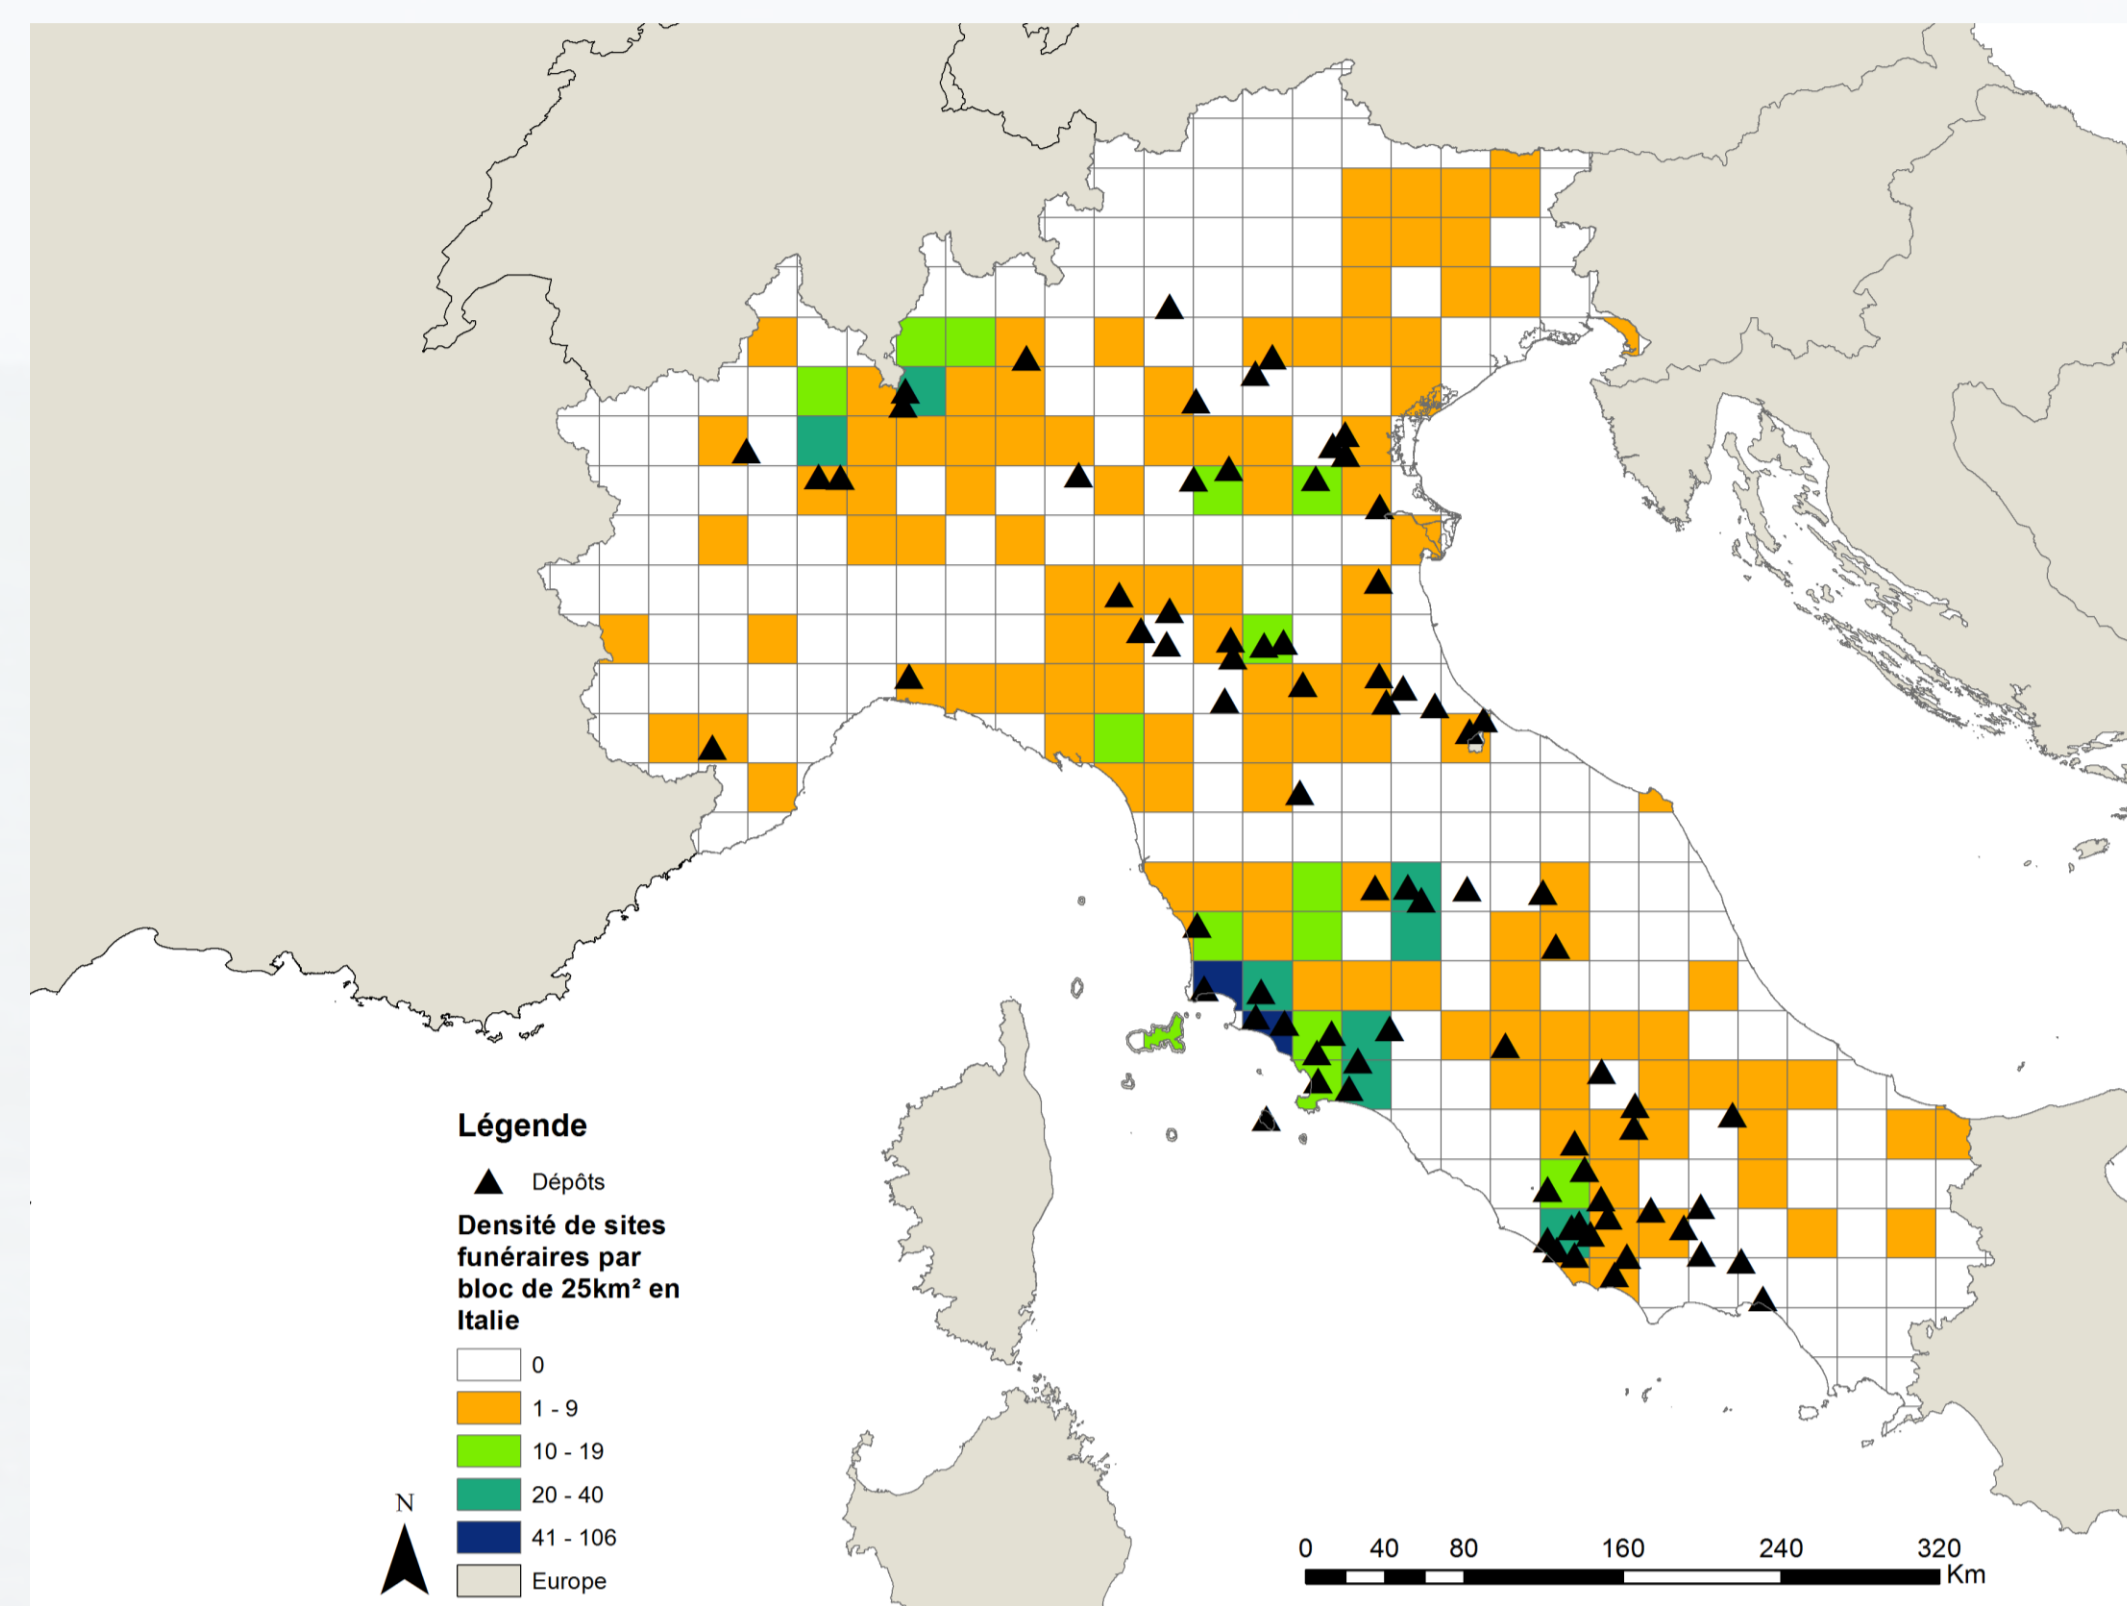 Légende
Dépôts
Densité de sites
funéraires par
bloc de 25km² en
Italie
0
1 - 9
10 - 19
20 - 40
41 - 106
Europe
N
0 40 80 160 240 320
Km